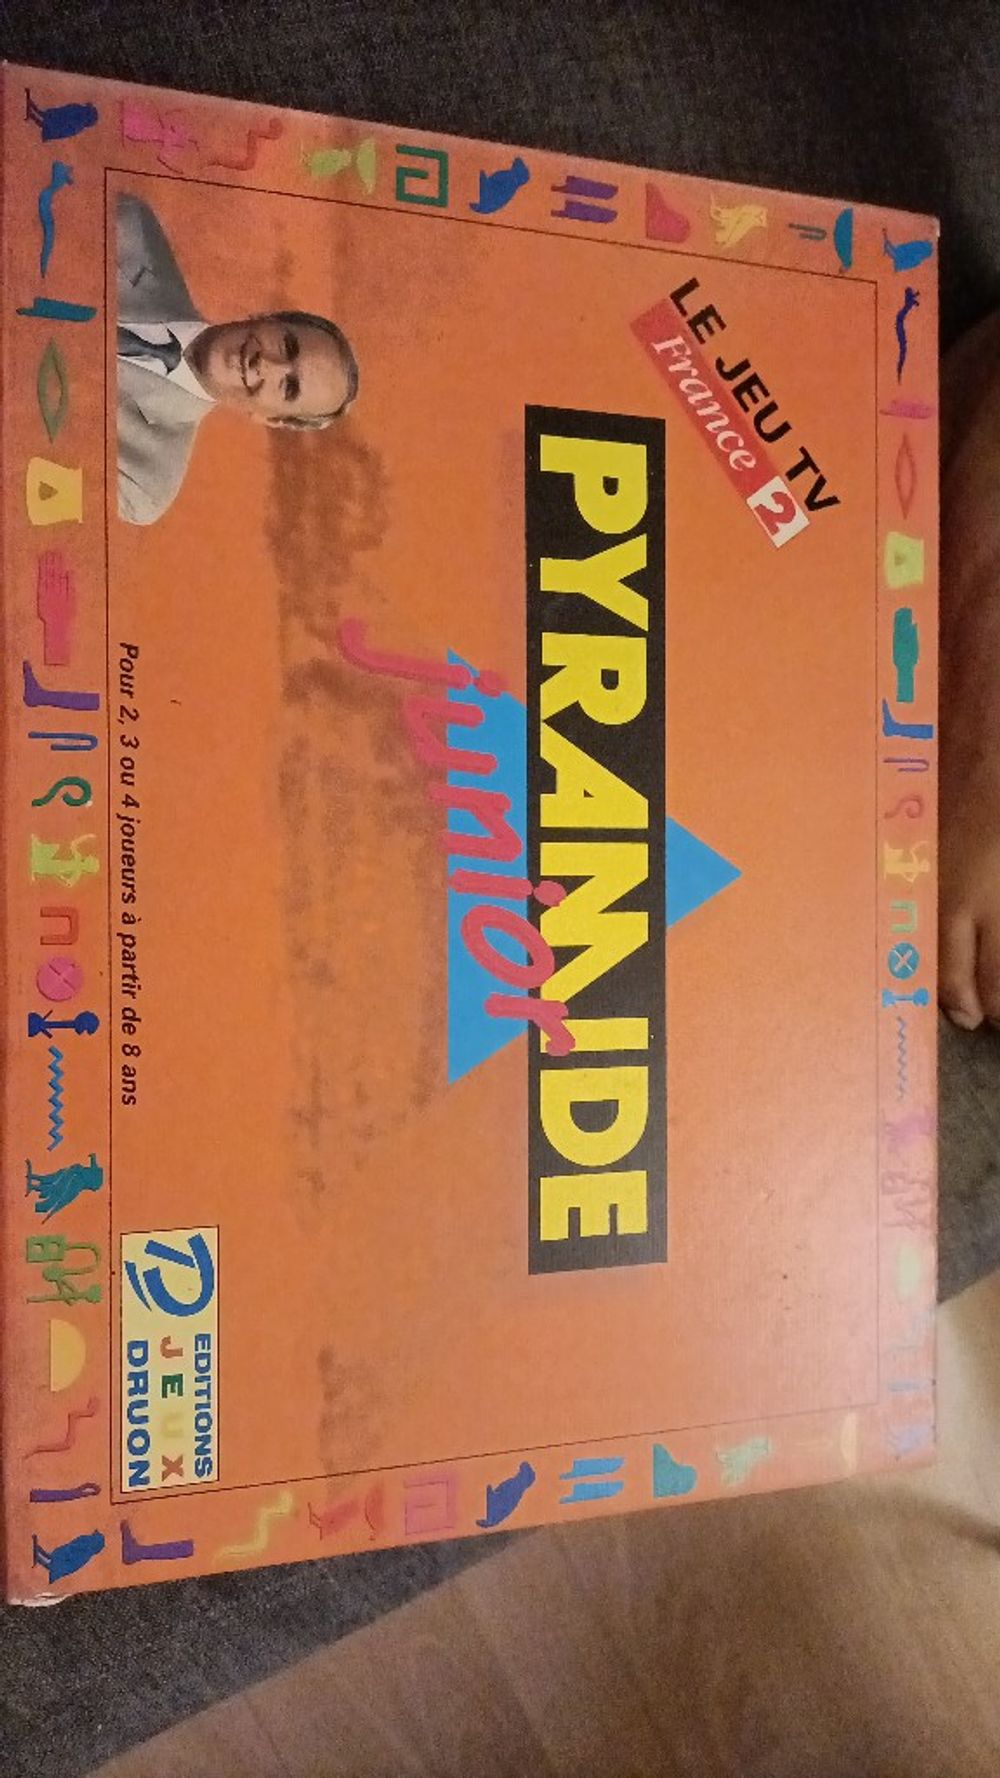 LE JEU TV
France 2
PYRAMIDE
junior
Pour 2, 3 ou 4 joueurs à partir de 8 ans
EDITIONS
JEUX
DRUON